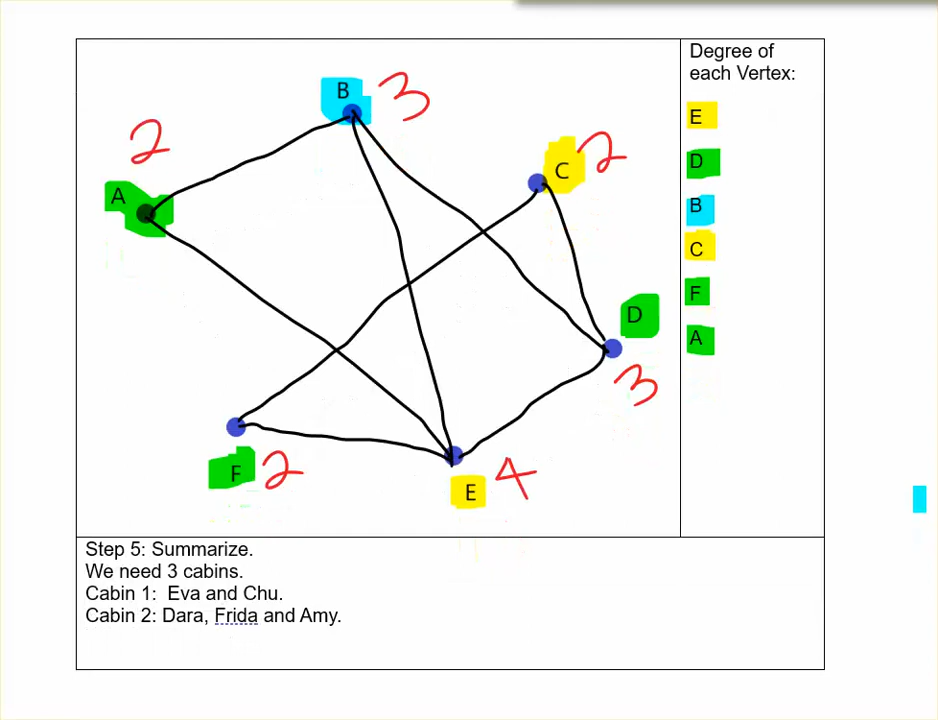 Degree of
each Vertex:
B 3
2
C 2
A
E
D
B
C
F
A
D
3
F 2
E 4
Step 5: Summarize.
We need 3 cabins.
Cabin 1: Eva and Chu.
Cabin 2: Dara, Frida and Amy.